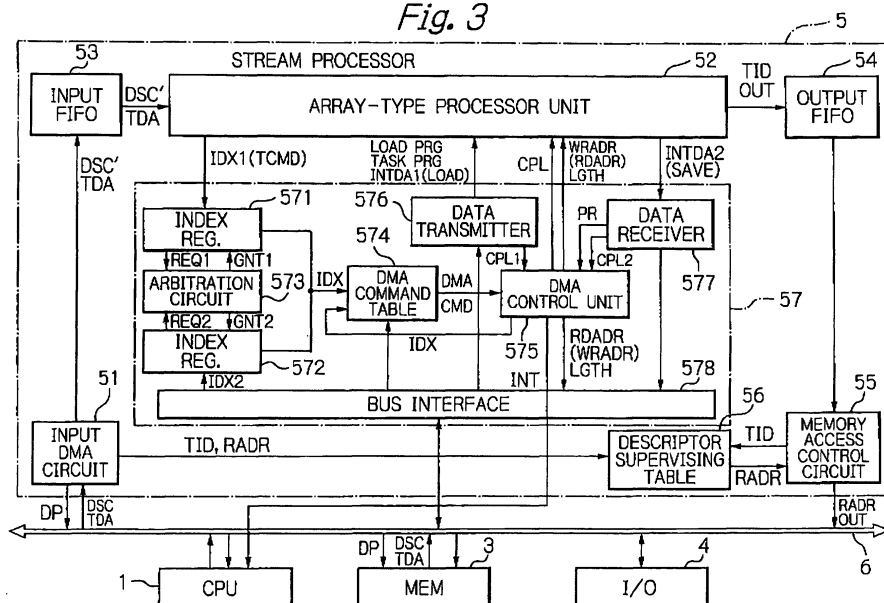 Fig. 3
5
53
STREAM PROCESSOR
52
54
INPUT
FIFO
DSC'
TDA
ARRAY-TYPE PROCESSOR UNIT
TID
OUT
OUTPUT
FIFO
DSC'
TDA
IDX1(TCMD)
LOAD PRG
TASK PRG
INTDA1(LOAD)
CPL
WRADR
(RDADR)
LGTH
INTDA2
(SAVE)
571
INDEX
REG.
576
DATA
TRANSMITTER
PR
DATA
RECEIVER
577
REQ1
GNT1
574
CPL1
CPL2
ARBITRATION
CIRCUIT
573
IDX
DMA
COMMAND
TABLE
DMA
CMD
DMA
CONTROL UNIT
57
REQ2
GNT2
575
INDEX
REG.
572
IDX
RDADR
(WRADR)
LGTH
IDX2
INT
578
BUS INTERFACE
51
INPUT
DMA
CIRCUIT
TID, RADR
56
DESCRIPTOR
SUPERVISING
TABLE
TID
RADR
55
MEMORY
ACCESS
CONTROL
CIRCUIT
DP
DSC
TDA
RADR
OUT
6
1
CPU
DP
DSC
TDA
3
MEM
4
I/O